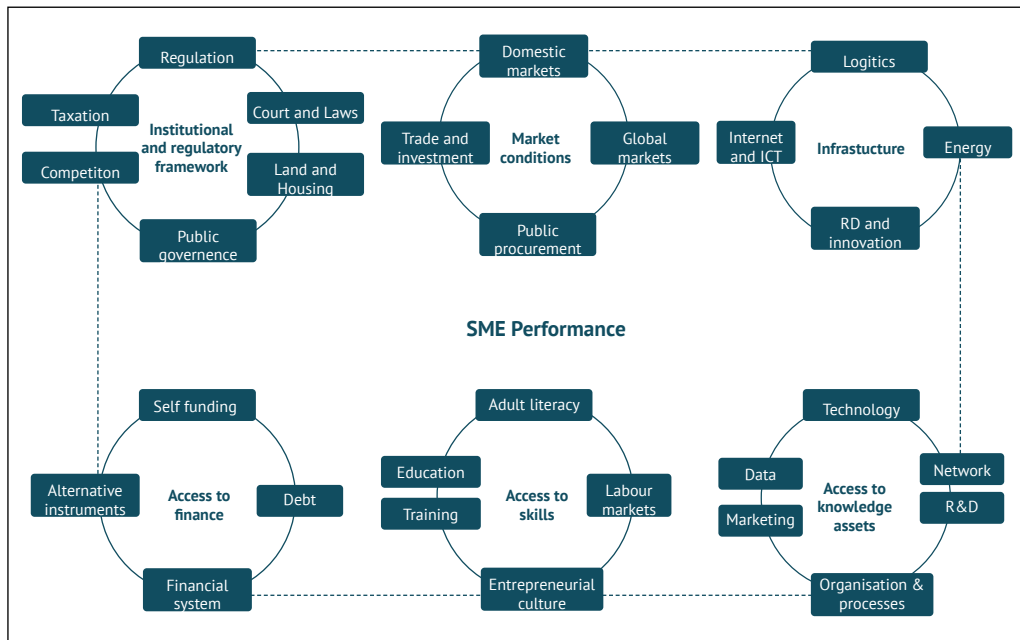 Regulation
Taxation
Court and Laws
Institutional
and regulatory
framework
Competiton
Land and
Housing
Public
governence
Domestic
markets
Trade and
investment
Market
conditions
Global
markets
Public
procurement
Logitics
Internet
and ICT
Infrastucture
Energy
RD and
innovation
SME Performance
Self funding
Alternative
instruments
Access to
finance
Debt
Financial
system
Adult literacy
Education
Training
Access to
skills
Labour
markets
Entrepreneurial
culture
Technology
Data
Network
Marketing
Access to
knowledge
assets
R&D
Organisation &
processes